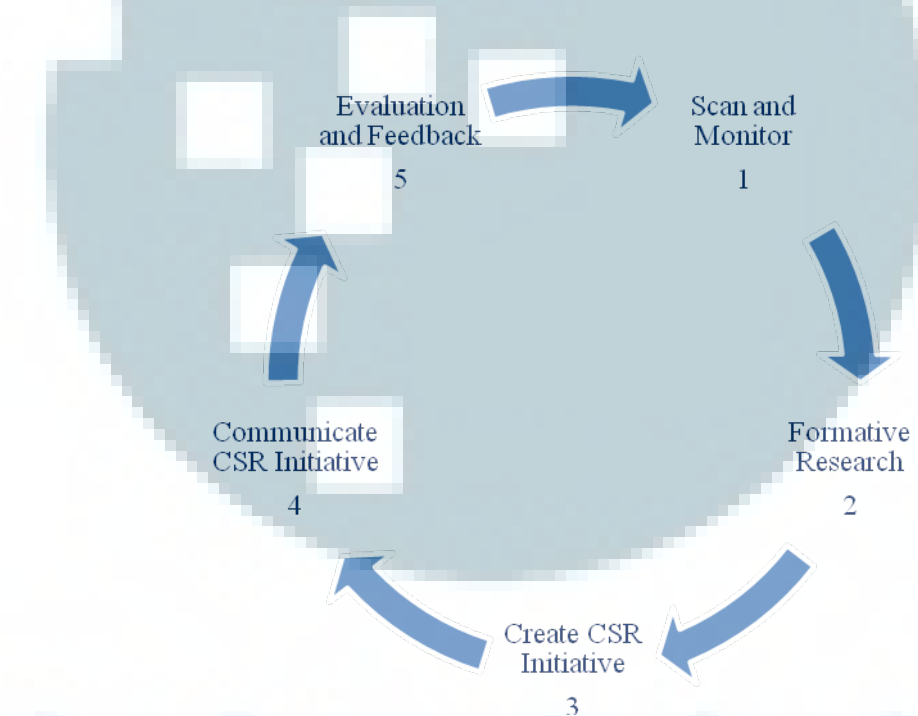 Scan and
Monitor
1
Formative
Research
2
Create CSR
Initiative
3
Communicate
CSR Initiative
4
Evaluation
and Feedback
5